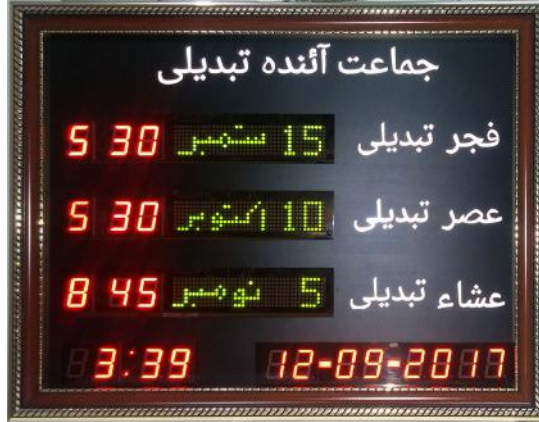 جماعت آئندہ تبدیلی
فجر تبدیلی 15 ستمبر 5 30
عصر تبدیلی 10 اکتوبر 5 30
عشاء تبدیلی 5 نومبر 8 45
3:39 12-09-2017